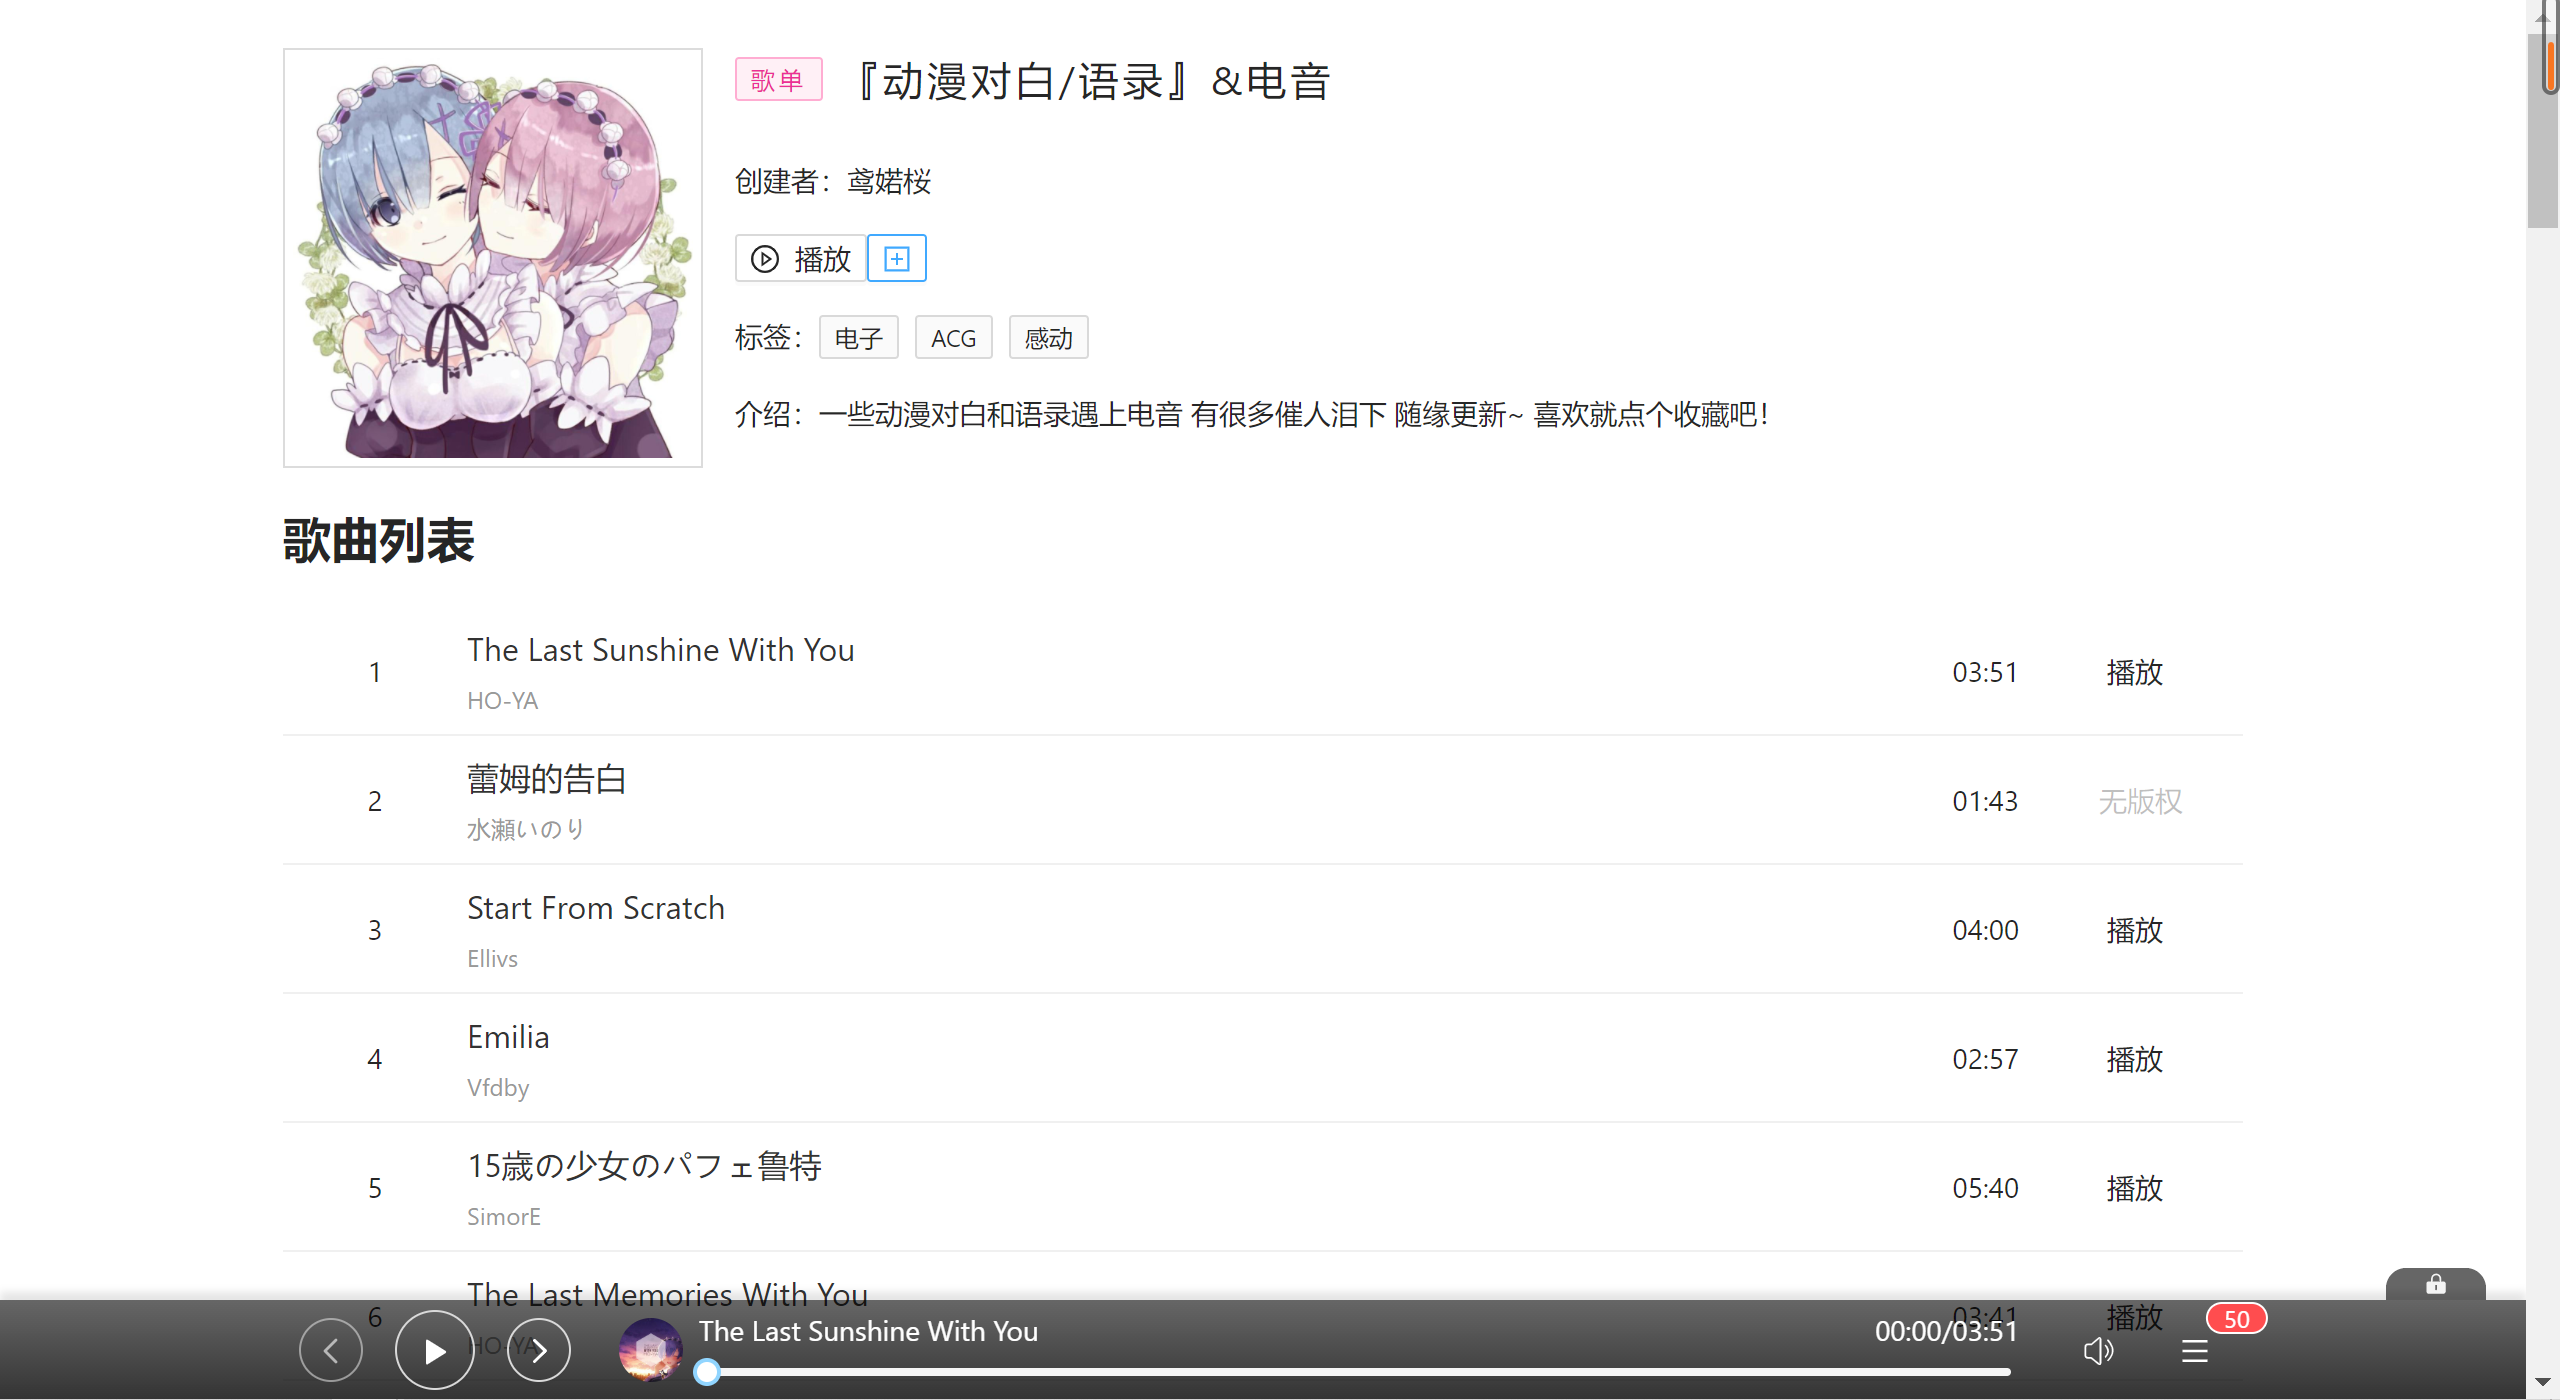 歌单 『动漫对白/语录』&电音
创建者：鸢婼桜
播放
标签： 电子 ACG 感动
介绍：一些动漫对白和语录遇上电音 有很多催人泪下 随缘更新~ 喜欢就点个收藏吧！
歌曲列表
1 The Last Sunshine With You 03:51 播放
HO-YA
2 蕾姆的告白 01:43 无版权
水瀬いのり
3 Start From Scratch 04:00 播放
Ellivs
4 Emilia 02:57 播放
Vfdby
5 15歳の少女のパフェ鲁特 05:40 播放
SimorE
6 The Last Memories With You 03:41 播放
HO-YA
The Last Sunshine With You 00:00/03:51 50